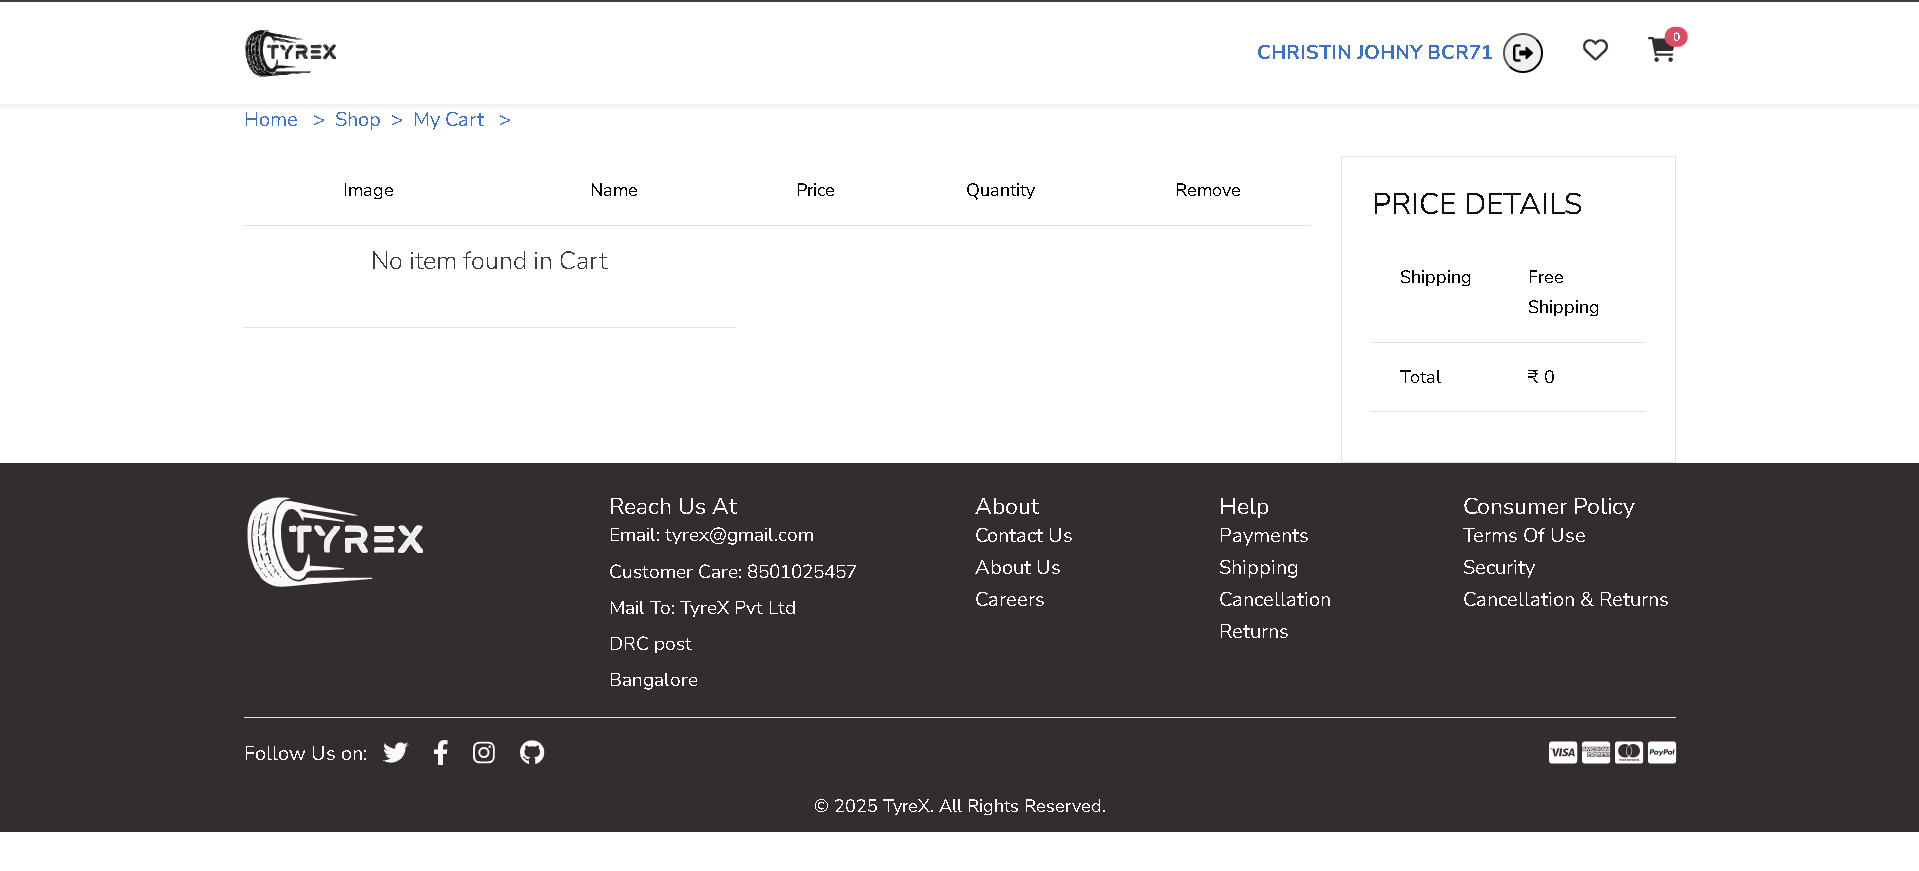 TYREX
CHRISTIN JOHNY BCR71
0
Home > Shop > My Cart >
Image Name Price Quantity Remove
No item found in Cart
PRICE DETAILS
Shipping Free Shipping
Total ₹ 0
TYREX
Reach Us At
Email: tyrex@gmail.com
Customer Care: 8501025457
Mail To: TyreX Pvt Ltd
DRC post
Bangalore
About
Contact Us
About Us
Careers
Help
Payments
Shipping
Cancellation
Returns
Consumer Policy
Terms Of Use
Security
Cancellation & Returns
Follow Us on:
VISA AMERICAN EXPRESS mastercard PayPal
© 2025 TyreX. All Rights Reserved.